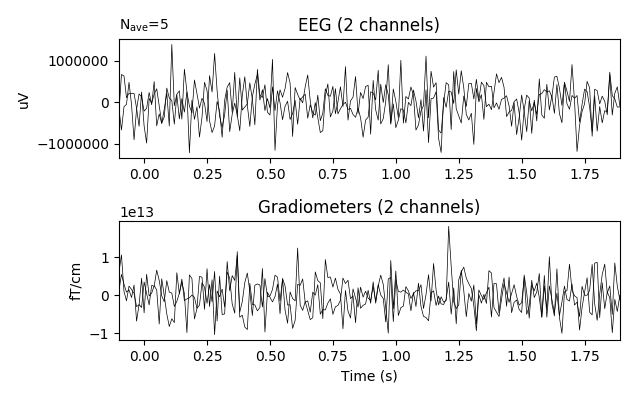 N_ave=5
EEG (2 channels)
uV
1000000
0
−1000000
0.00 0.25 0.50 0.75 1.00 1.25 1.50 1.75
1e13
Gradiometers (2 channels)
fT/cm
1
0
−1
0.00 0.25 0.50 0.75 1.00 1.25 1.50 1.75
Time (s)